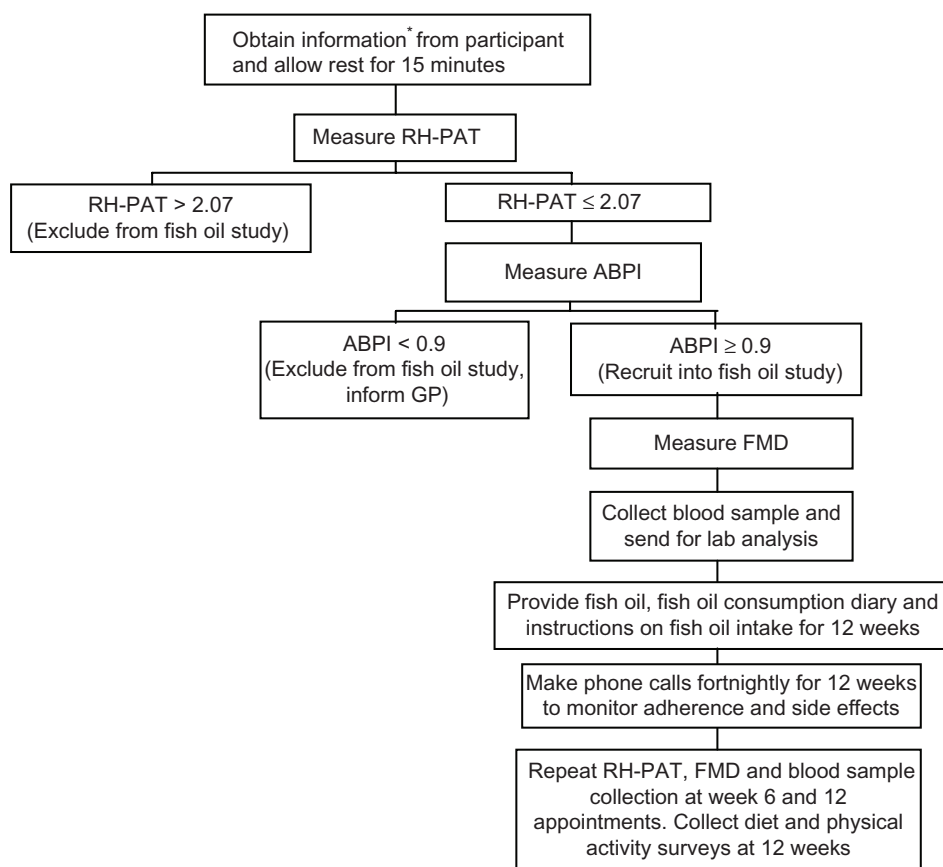 Obtain information* from participant
and allow rest for 15 minutes
Measure RH-PAT
RH-PAT > 2.07
(Exclude from fish oil study)
RH-PAT ≤ 2.07
Measure ABPI
ABPI < 0.9
(Exclude from fish oil study,
inform GP)
ABPI ≥ 0.9
(Recruit into fish oil study)
Measure FMD
Collect blood sample and
send for lab analysis
Provide fish oil, fish oil consumption diary and
instructions on fish oil intake for 12 weeks
Make phone calls fortnightly for 12 weeks
to monitor adherence and side effects
Repeat RH-PAT, FMD and blood sample
collection at week 6 and 12
appointments. Collect diet and physical
activity surveys at 12 weeks